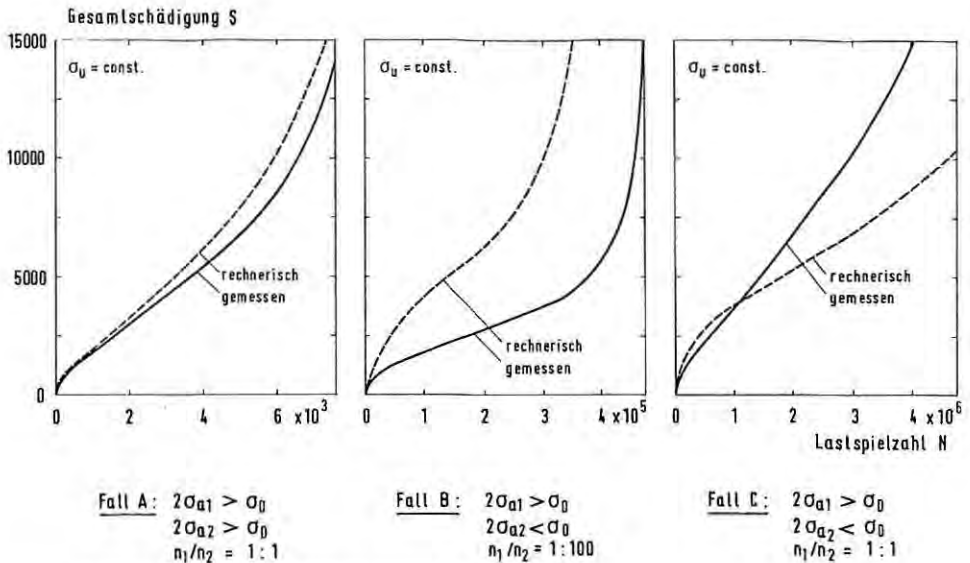 Gesamtschädigung S
15000
10000
5000
0
σu = const.
rechnerisch
gemessen
0 2 4 6 x10³
σu = const.
rechnerisch
gemessen
0 1 2 3 4 x10⁵
σu = const.
rechnerisch
gemessen
0 1 2 3 4 x10⁶
Lastspielzahl N
Fall A: 2σa1 > σD
2σa2 > σD
n1/n2 = 1:1
Fall B: 2σa1 > σD
2σa2 < σD
n1/n2 = 1:100
Fall C: 2σa1 > σD
2σa2 < σD
n1/n2 = 1:1